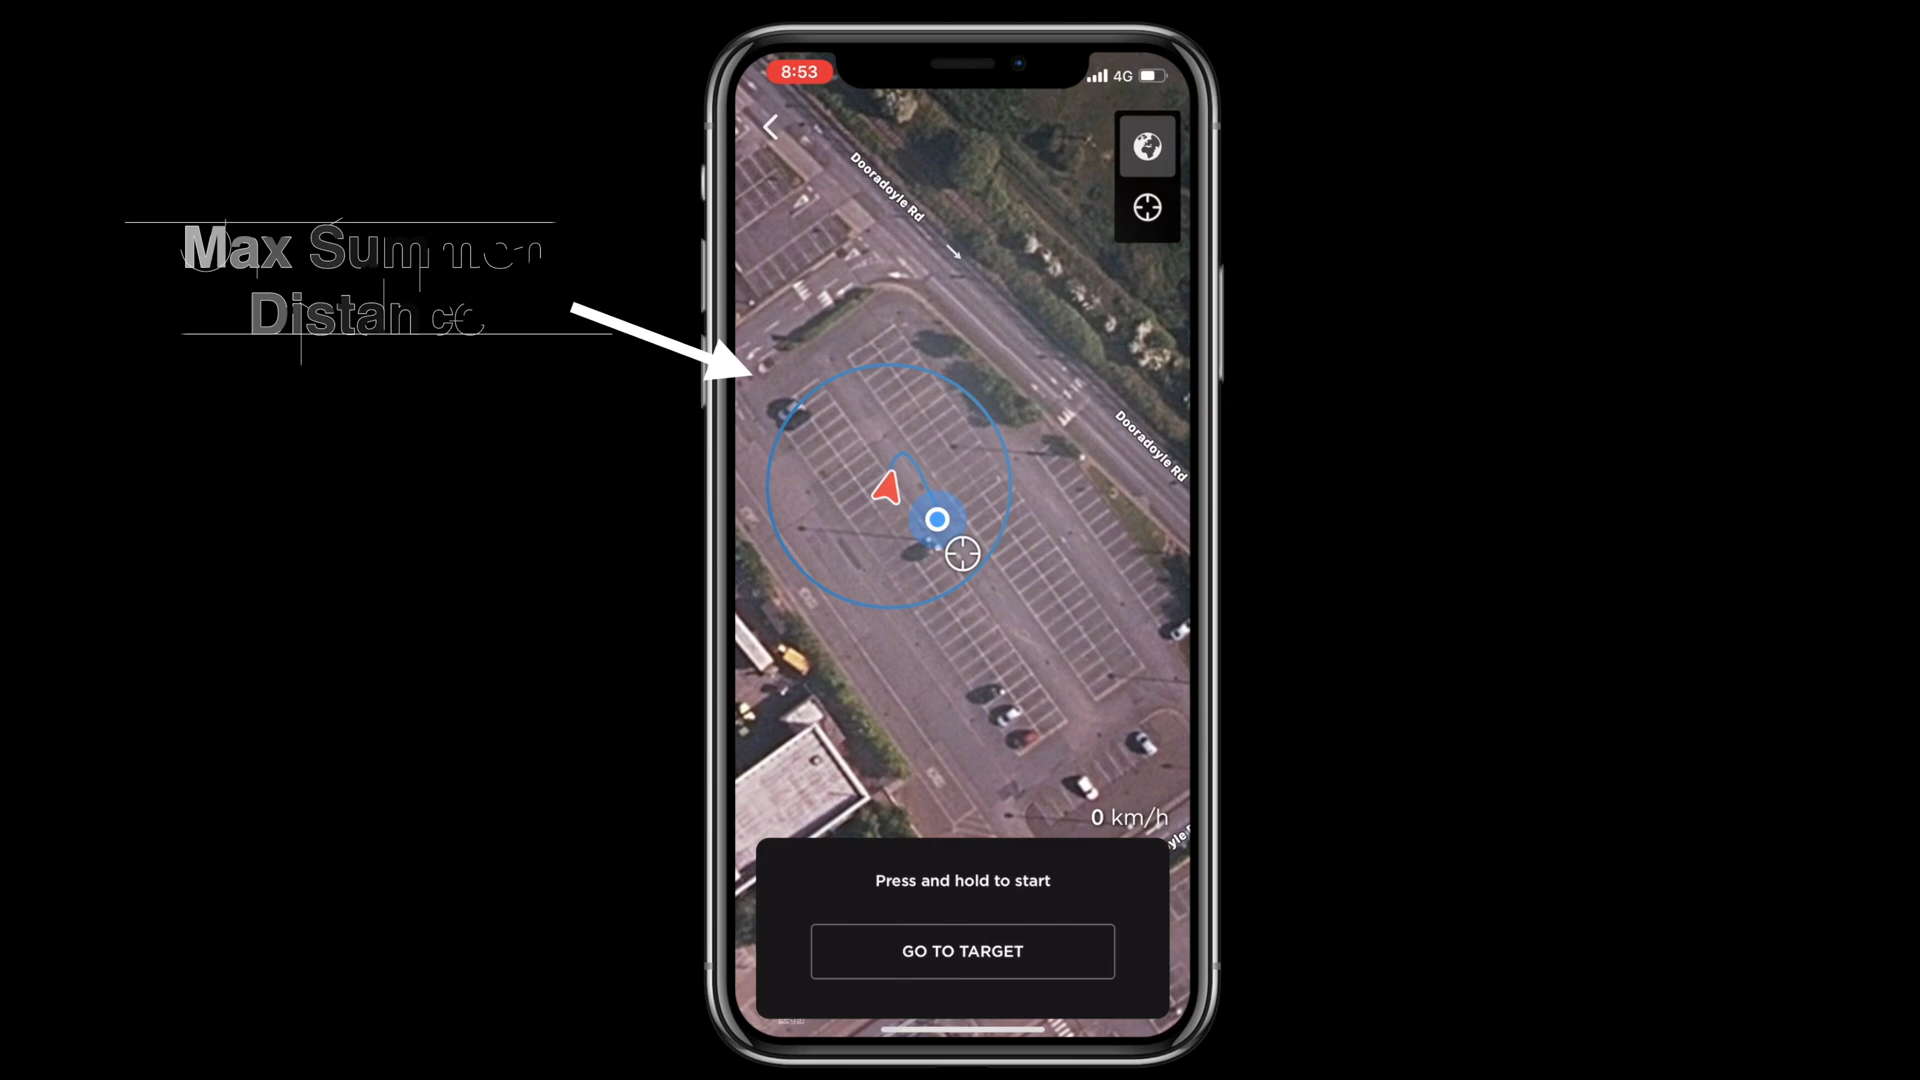 8:53
4G
Dooradoyle Rd
Max Summon
Distance
Dooradoyle Rd
0 km/h
Press and hold to start
GO TO TARGET